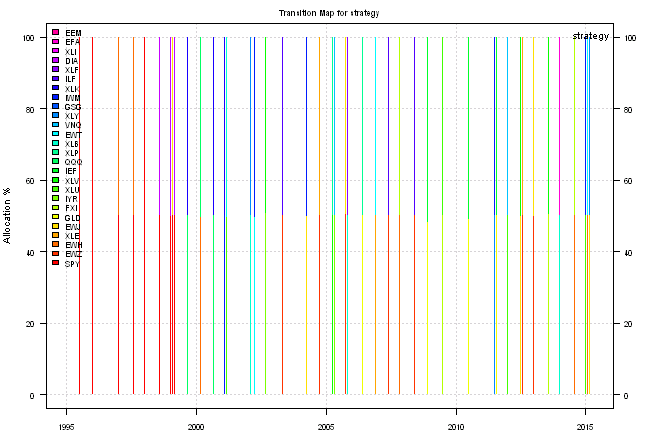 Transition Map for strategy
strategy
EEM
EFA
XLI
DIA
XLF
ILF
XLK
IWM
GSG
XLY
VNQ
EWT
XLB
XLP
QQQ
IEF
XLV
XLU
IYR
FXI
GLD
EWJ
XLE
EWH
EWZ
SPY
Allocation %
100
80
60
40
20
0
100
80
60
40
20
0
1995
2000
2005
2010
2015